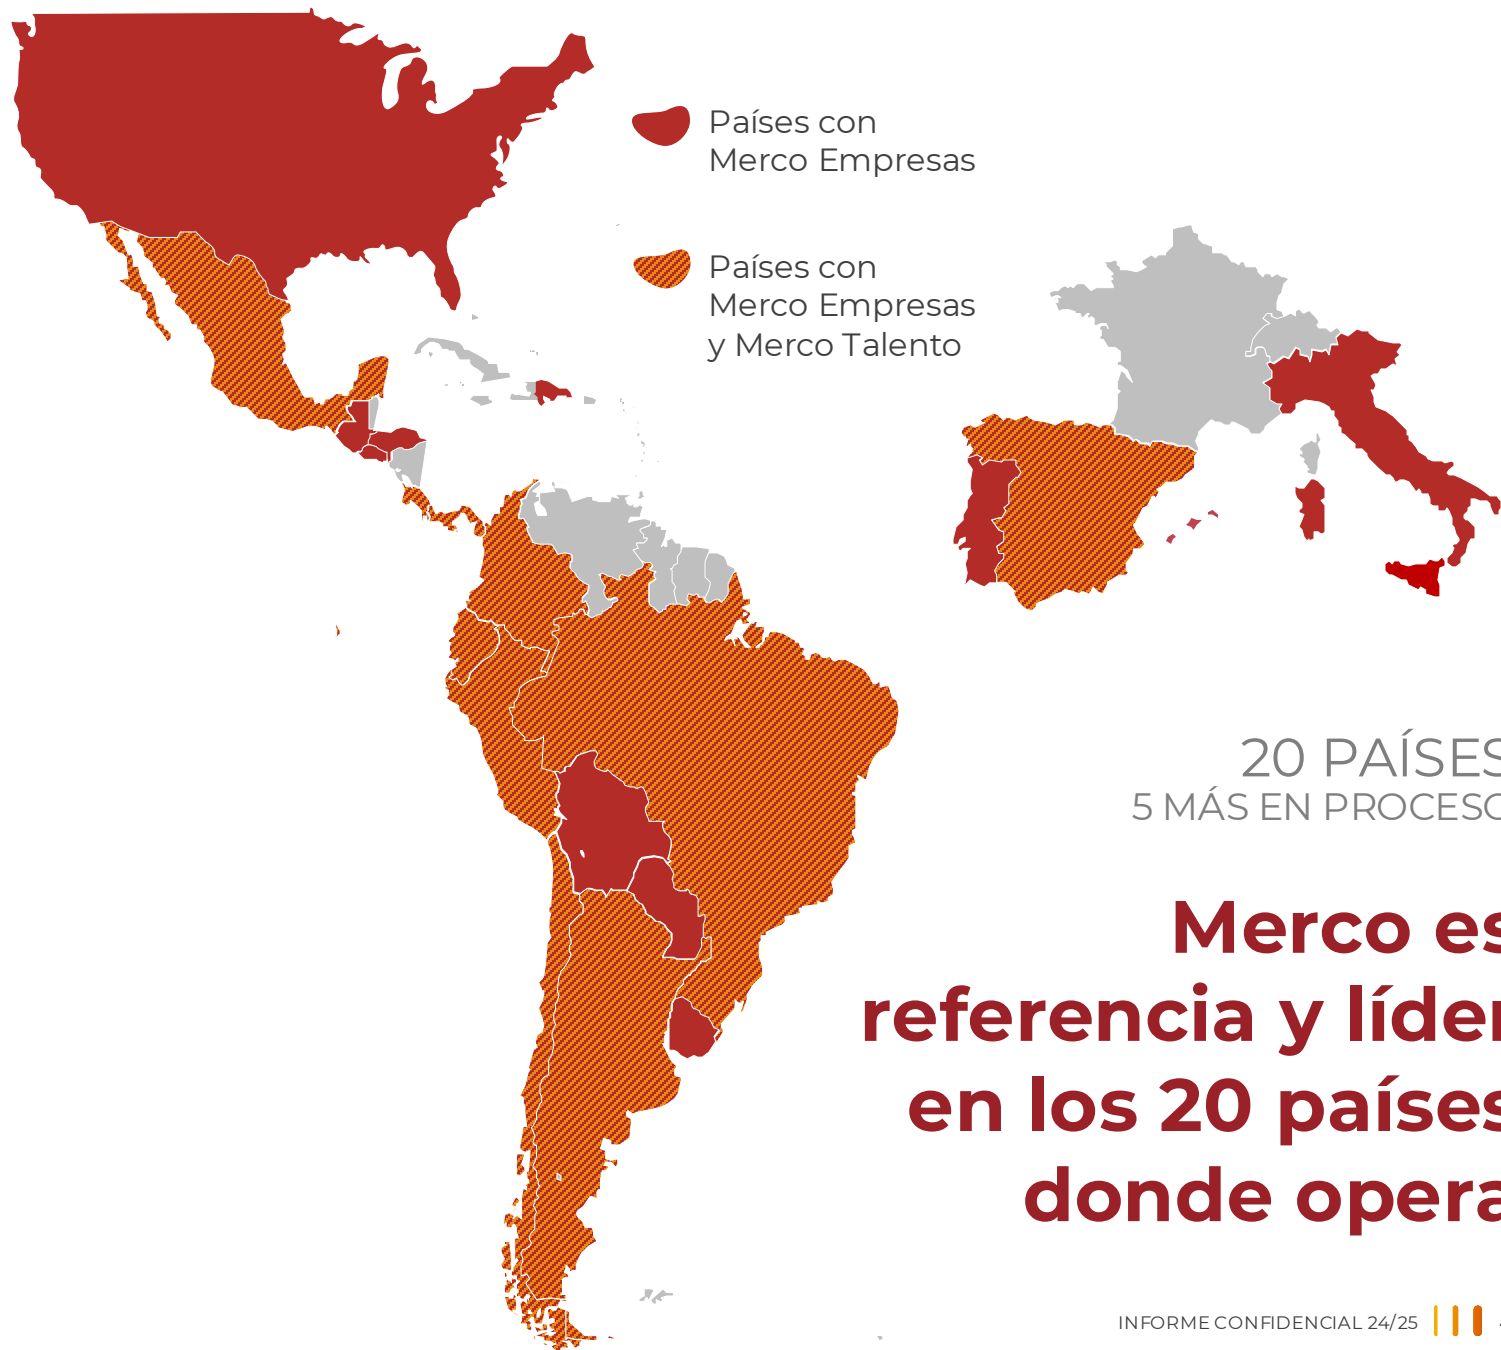 Países con
Merco Empresas
Países con
Merco Empresas
y Merco Talento
20 PAÍSES
5 MÁS EN PROCESO
Merco es
referencia y líder
en los 20 países
donde opera
INFORME CONFIDENCIAL 24/25